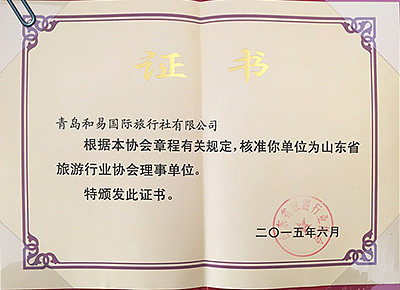 证书
青岛和易国际旅行社有限公司
根据本协会章程有关规定，核准你单位为山东省
旅游行业协会理事单位。
特颁发此证书。
二〇一五年六月